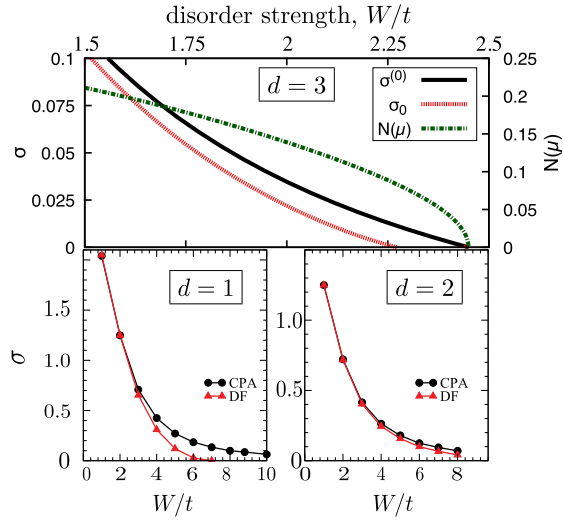 disorder strength, W/t
1.5 1.75 2 2.25 2.5
0.1 0.25
d = 3
σ⁽⁰⁾
σ₀
N(μ)
0.075 0.2
0.05 0.15
0.025 0.1
0.05
0 0
σ
N(μ)
d = 1
d = 2
1.5
1.0
0.5
0
1.0
0.5
0
σ
CPA
DF
CPA
DF
0 2 4 6 8 10
0 2 4 6 8
W/t
W/t